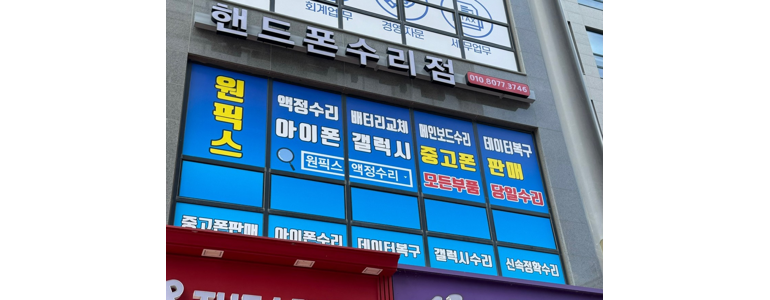 회계업무 경영자문 세무업무
핸드폰수리점
010.8077.3746
원픽스
액정수리 배터리교체 메인보드수리 데이터복구
아이폰 갤럭시 중고폰 판매
원픽스 액정수리 모든부품 당일수리
중고폰판매 아이폰수리 데이터복구 갤럭시수리 신속정확수리